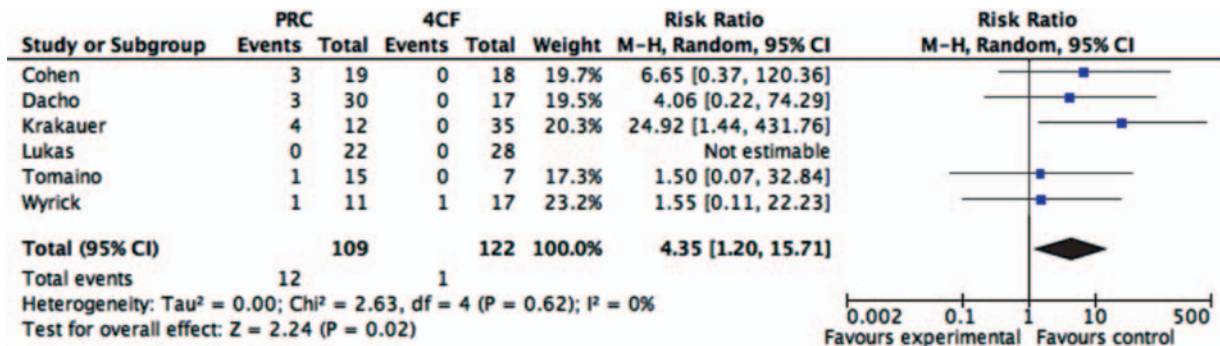 PRC 4CF Risk Ratio Risk Ratio
Study or Subgroup Events Total Events Total Weight M-H, Random, 95% CI M-H, Random, 95% CI
Cohen 3 19 0 18 19.7% 6.65 [0.37, 120.36]
Dacho 3 30 0 17 19.5% 4.06 [0.22, 74.29]
Krakauer 4 12 0 35 20.3% 24.92 [1.44, 431.76]
Lukas 0 22 0 28 Not estimable
Tomaino 1 15 0 7 17.3% 1.50 [0.07, 32.84]
Wyrick 1 11 1 17 23.2% 1.55 [0.11, 22.23]
Total (95% CI) 109 122 100.0% 4.35 [1.20, 15.71]
Total events 12 1
Heterogeneity: Tau² = 0.00; Chi² = 2.63, df = 4 (P = 0.62); I² = 0%
Test for overall effect: Z = 2.24 (P = 0.02)
0.002 0.1 1 10 500
Favours experimental Favours control